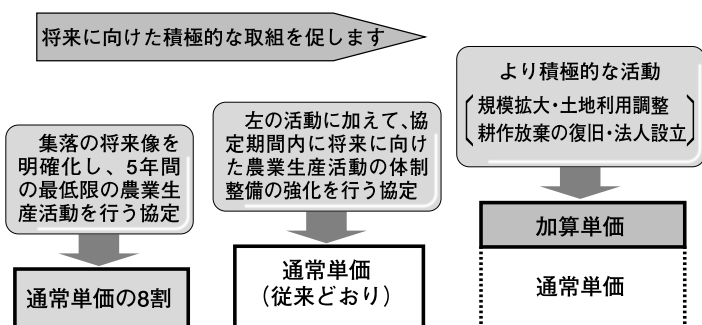 将来に向けた積極的な取組を促します
集落の将来像を
明確化し、5年間
の最低限の農業生
産活動を行う協定
通常単価の8割
左の活動に加えて、協
定期間内に将来に向け
た農業生産活動の体制
整備の強化を行う協定
通常単価
（従来どおり）
より積極的な活動
規模拡大・土地利用調整
耕作放棄の復旧・法人設立
加算単価
通常単価